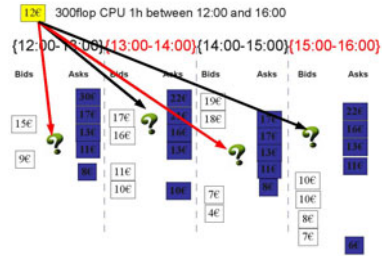 12€ 300flop CPU 1h between 12:00 and 16:00
{12:00-13:00}{13:00-14:00}{14:00-15:00}{15:00-16:00}
Bids Asks Bids Asks Bids Asks Bids Asks
30€ 22€ 19€
17€ 17€ 18€ 17€ 22€
15€ 13€ 16€ 16€ 17€ 16€
11€ 13€ 13€ 13€
9€ 8€ 11€ 11€ 11€
10€ 10€ 7€ 8€ 10€
4€ 10€
8€
7€ 6€